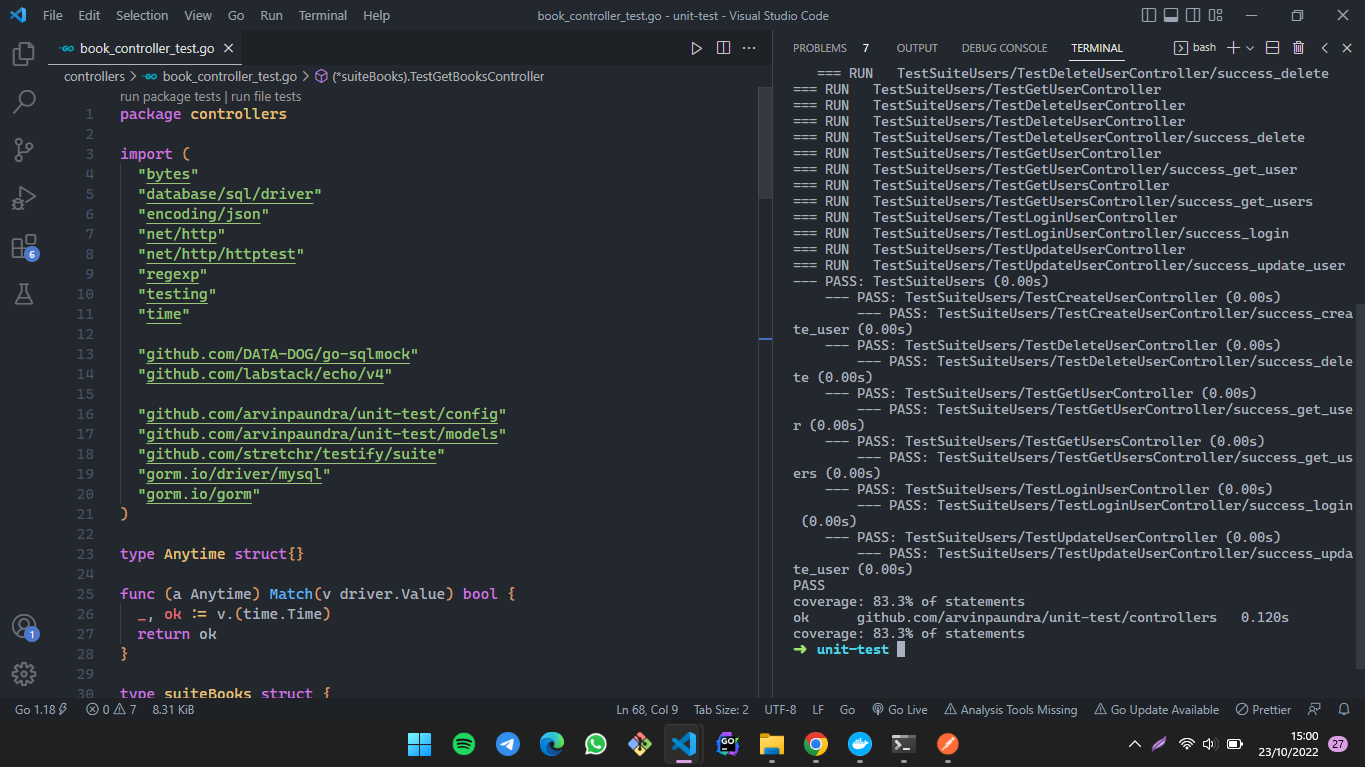 File Edit Selection View Go Run Terminal Help
book_controller_test.go - unit-test - Visual Studio Code
GO book_controller_test.go
controllers > GO book_controller_test.go > (*suiteBooks).TestGetBooksController
run package tests | run file tests
1 package controllers
2
3 import (
4 "bytes"
5 "database/sql/driver"
6 "encoding/json"
7 "net/http"
8 "net/http/httptest"
9 "regexp"
10 "testing"
11 "time"
12
13 "github.com/DATA-DOG/go-sqlmock"
14 "github.com/labstack/echo/v4"
15
16 "github.com/arvinpaundra/unit-test/config"
17 "github.com/arvinpaundra/unit-test/models"
18 "github.com/stretchr/testify/suite"
19 "gorm.io/driver/mysql"
20 "gorm.io/gorm"
21 )
22
23 type Anytime struct{}
24
25 func (a Anytime) Match(v driver.Value) bool {
26 _, ok := v.(time.Time)
27 return ok
28 }
29
30 type suiteBooks struct {
PROBLEMS 7 OUTPUT DEBUG CONSOLE TERMINAL bash
=== RUN TestSuiteUsers/TestDeleteUserController/success_delete
=== RUN TestSuiteUsers/TestGetUserController
=== RUN TestSuiteUsers/TestDeleteUserController
=== RUN TestSuiteUsers/TestDeleteUserController
=== RUN TestSuiteUsers/TestDeleteUserController/success_delete
=== RUN TestSuiteUsers/TestGetUserController
=== RUN TestSuiteUsers/TestGetUserController/success_get_user
=== RUN TestSuiteUsers/TestGetUsersController
=== RUN TestSuiteUsers/TestGetUsersController/success_get_users
=== RUN TestSuiteUsers/TestLoginUserController
=== RUN TestSuiteUsers/TestLoginUserController/success_login
=== RUN TestSuiteUsers/TestUpdateUserController
=== RUN TestSuiteUsers/TestUpdateUserController/success_update_user
--- PASS: TestSuiteUsers (0.00s)
--- PASS: TestSuiteUsers/TestCreateUserController (0.00s)
--- PASS: TestSuiteUsers/TestCreateUserController/success_crea
te_user (0.00s)
--- PASS: TestSuiteUsers/TestDeleteUserController (0.00s)
--- PASS: TestSuiteUsers/TestDeleteUserController/success_dele
te (0.00s)
--- PASS: TestSuiteUsers/TestGetUserController (0.00s)
--- PASS: TestSuiteUsers/TestGetUserController/success_get_use
r (0.00s)
--- PASS: TestSuiteUsers/TestGetUsersController (0.00s)
--- PASS: TestSuiteUsers/TestGetUsersController/success_get_us
ers (0.00s)
--- PASS: TestSuiteUsers/TestLoginUserController (0.00s)
--- PASS: TestSuiteUsers/TestLoginUserController/success_login
(0.00s)
--- PASS: TestSuiteUsers/TestUpdateUserController (0.00s)
--- PASS: TestSuiteUsers/TestUpdateUserController/success_upda
te_user (0.00s)
PASS
coverage: 83.3% of statements
ok github.com/arvinpaundra/unit-test/controllers 0.120s
coverage: 83.3% of statements
➜ unit-test
6
1
Go 1.18 0 7 8.31 KiB Ln 68, Col 9 Tab Size: 2 UTF-8 LF Go Go Live Analysis Tools Missing Go Update Available Prettier
GO
15:00
23/10/2022
27